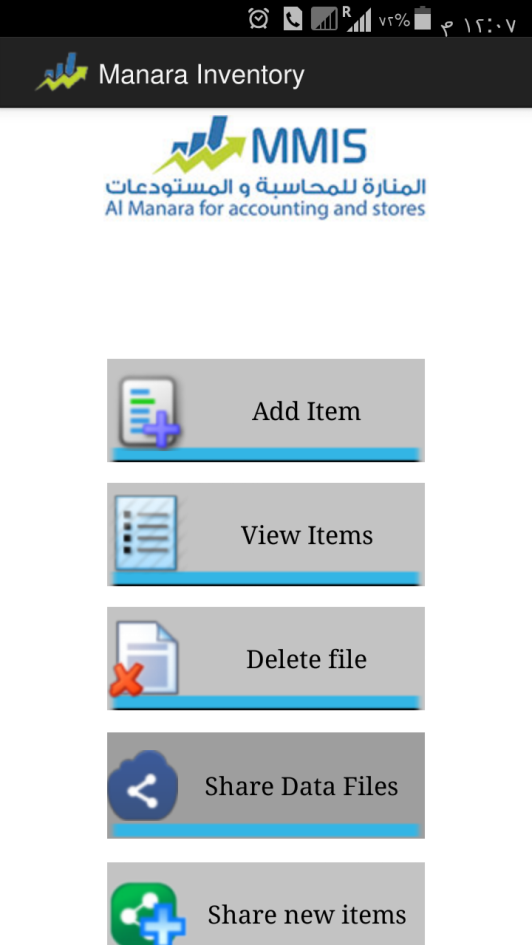 R ٧٢% ١٢:٠٧ م
Manara Inventory
MMIS
المنارة للمحاسبة و المستودعات
Al Manara for accounting and stores
Add Item
View Items
Delete file
Share Data Files
Share new items